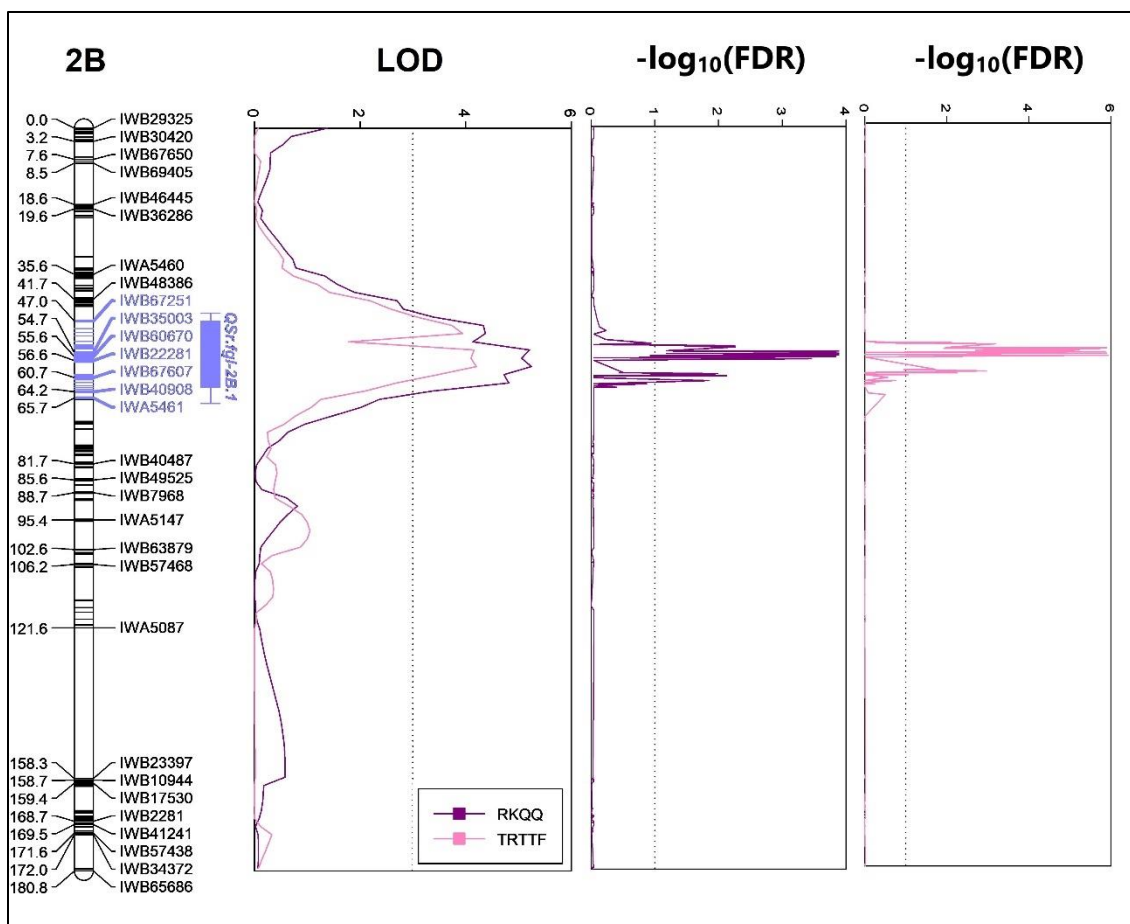 2B
LOD
-log₁₀(FDR)
-log₁₀(FDR)
0 2 4 6
0 1 2 3 4
0 2 4 6
0.0 IWB29325
3.2 IWB30420
7.6 IWB67650
8.5 IWB69405
18.6 IWB46445
19.6 IWB36286
35.6 IWA5460
41.7 IWB48386
47.0 IWB67251
54.7 IWB35003
55.6 IWB60670
56.6 IWB22281
60.7 IWB67607
64.2 IWB40908
65.7 IWA5461
QSr.fgj-2B.1
81.7 IWB40487
85.6 IWB49525
88.7 IWB7968
95.4 IWA5147
102.6 IWB63879
106.2 IWB57468
121.6 IWA5087
158.3 IWB23397
158.7 IWB10944
159.4 IWB17530
168.7 IWB2281
169.5 IWB41241
171.6 IWB57438
172.0 IWB34372
180.8 IWB65686
RKQQ
TRTTF